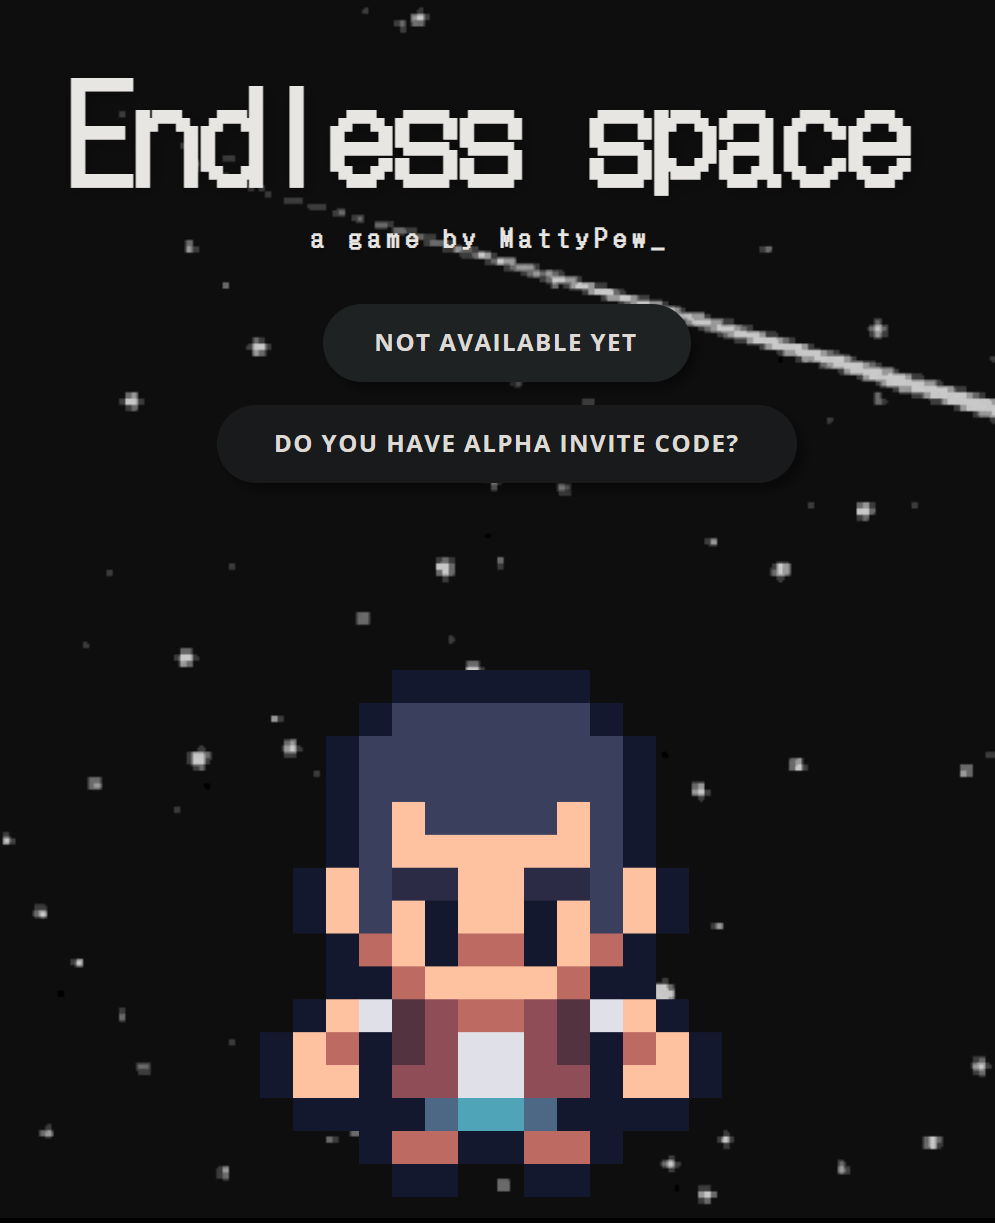 Endless space
a game by MattyPew_
NOT AVAILABLE YET
DO YOU HAVE ALPHA INVITE CODE?